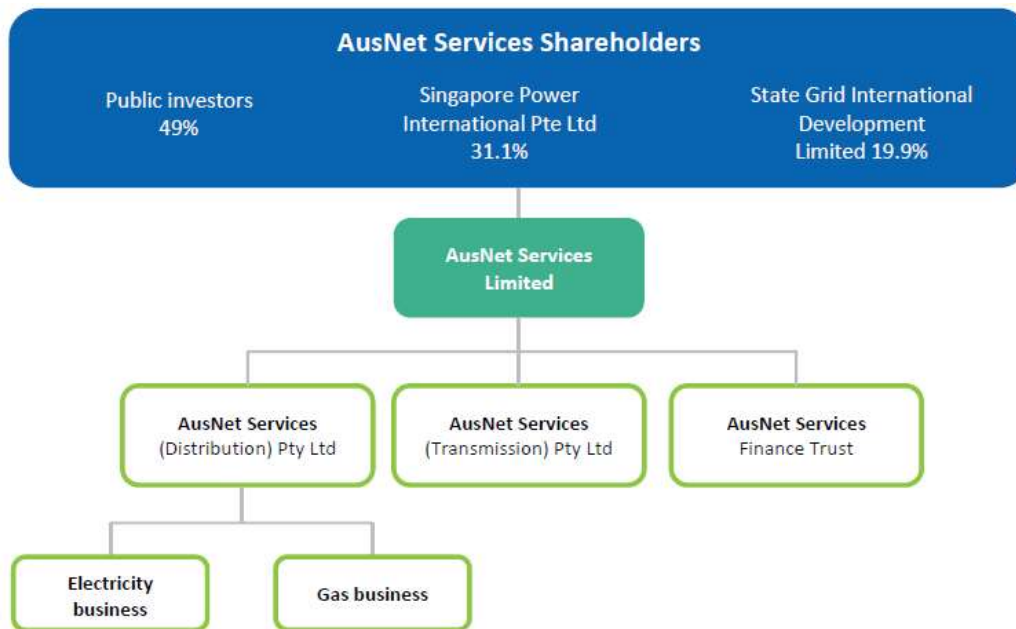 AusNet Services Shareholders
Public investors
49%
Singapore Power
International Pte Ltd
31.1%
State Grid International
Development
Limited 19.9%
AusNet Services
Limited
AusNet Services
(Distribution) Pty Ltd
AusNet Services
(Transmission) Pty Ltd
AusNet Services
Finance Trust
Electricity
business
Gas business